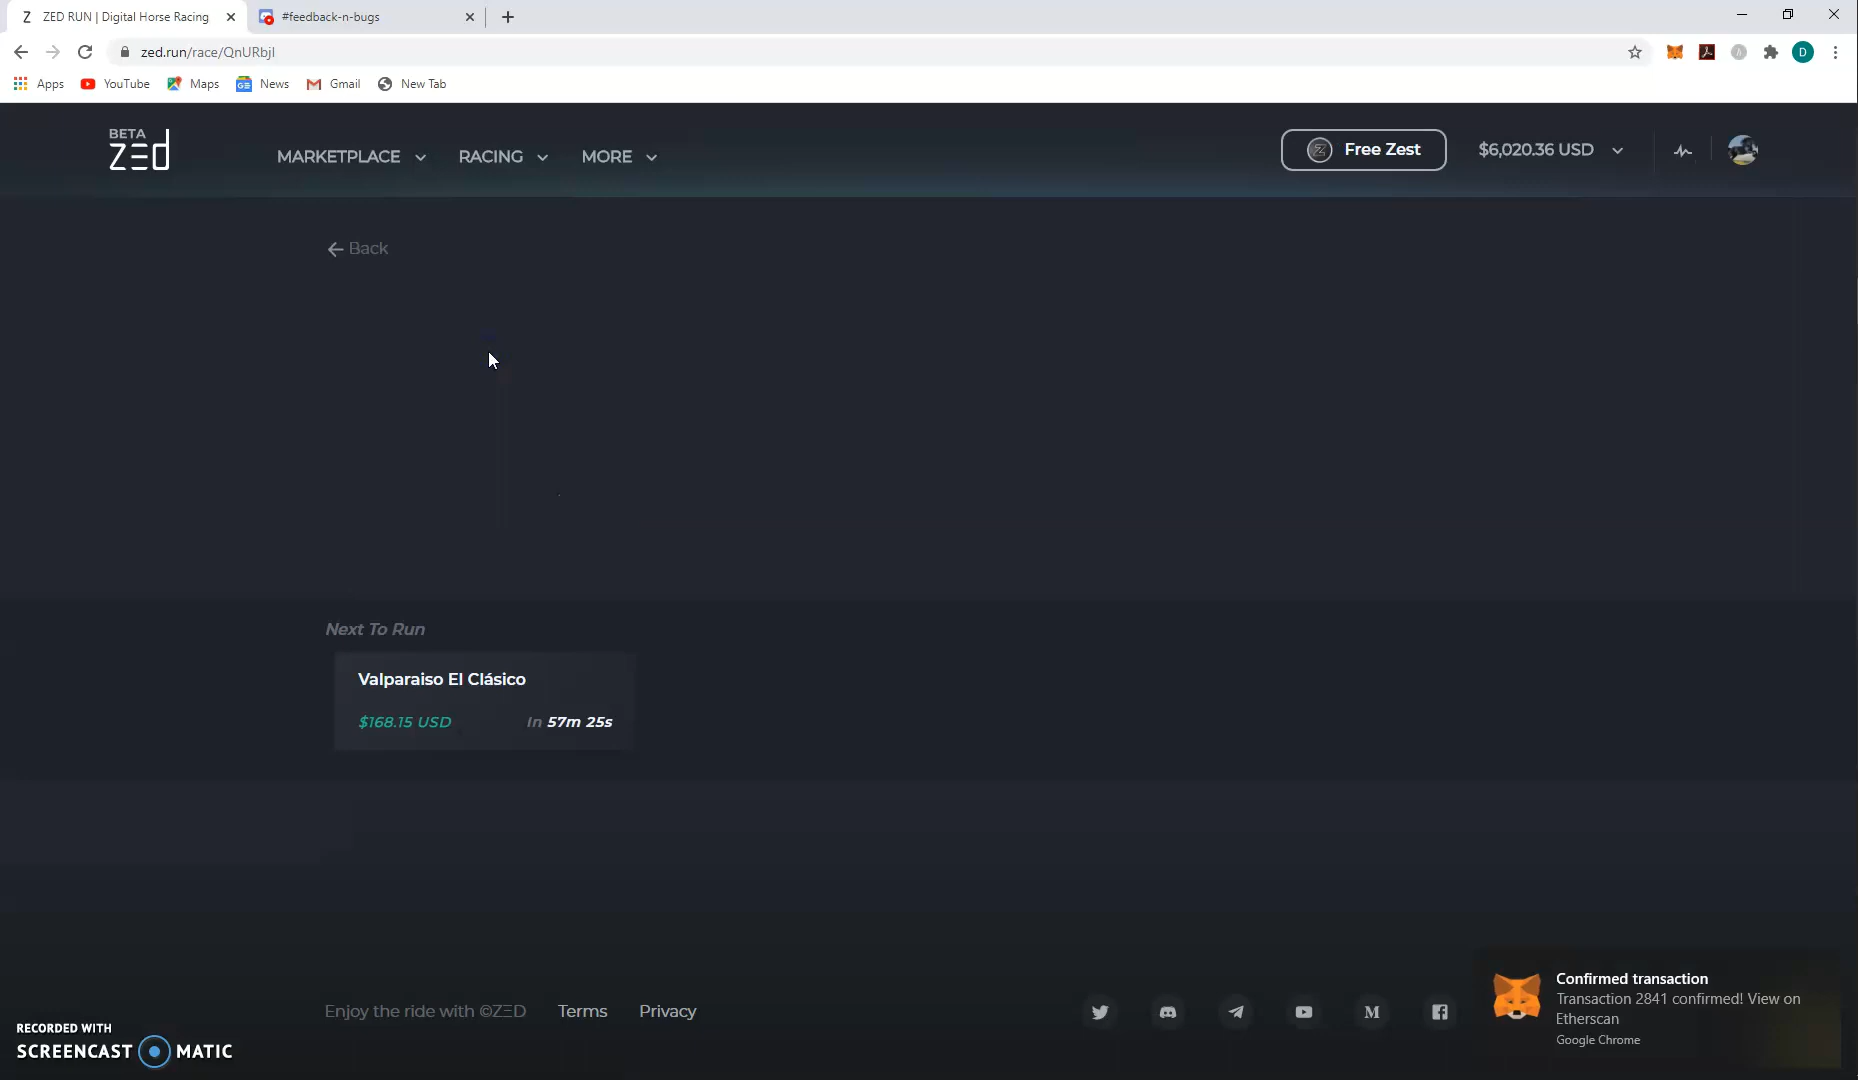 Z ZED RUN | Digital Horse Racing
#feedback-n-bugs
zed.run/race/QnURbjl
D
Apps YouTube Maps News Gmail New Tab
BETA
zed
MARKETPLACE RACING MORE
Free Zest
$6,020.36 USD
Back
Next To Run
Valparaiso El Clásico
$168.15 USD In 57m 25s
Enjoy the ride with ©ZED Terms Privacy
Confirmed transaction
Transaction 2841 confirmed! View on
Etherscan
Google Chrome
RECORDED WITH
SCREENCAST MATIC